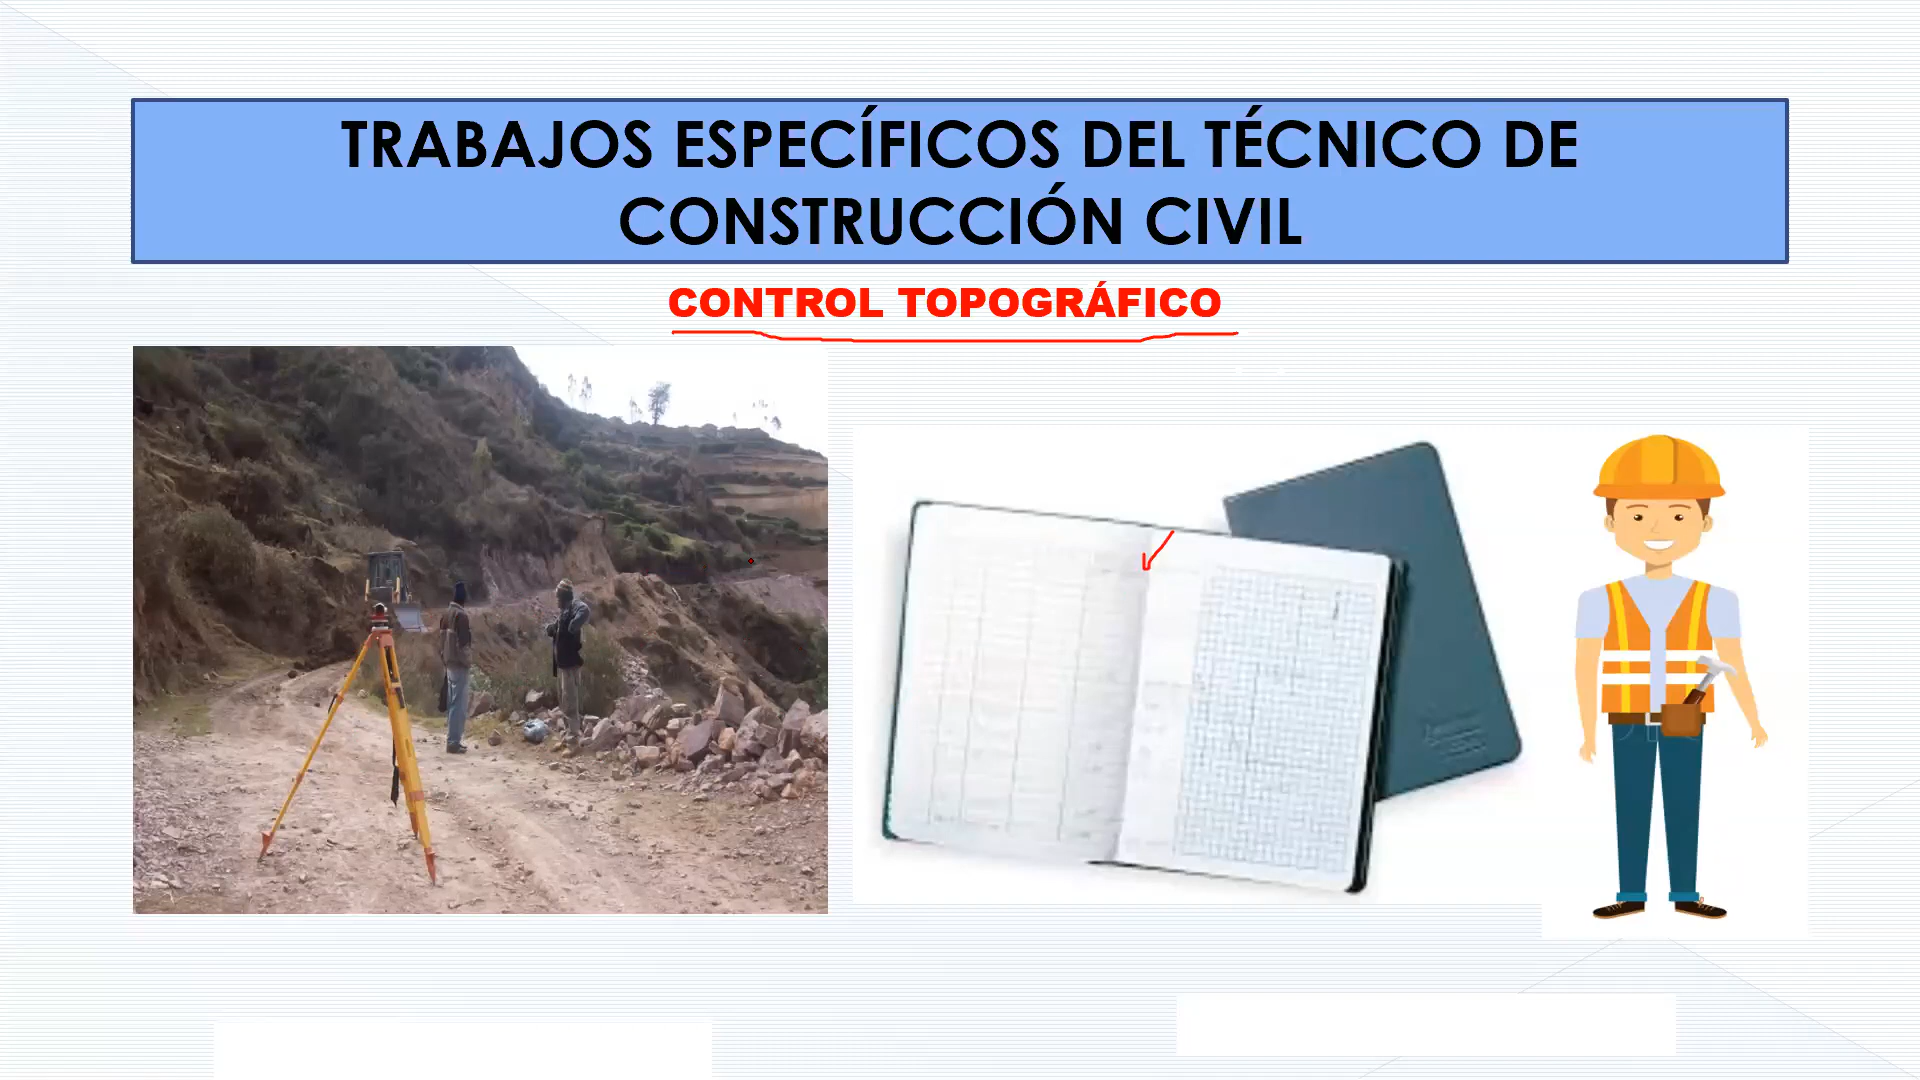 TRABAJOS ESPECÍFICOS DEL TÉCNICO DE
CONSTRUCCIÓN CIVIL
CONTROL TOPOGRÁFICO